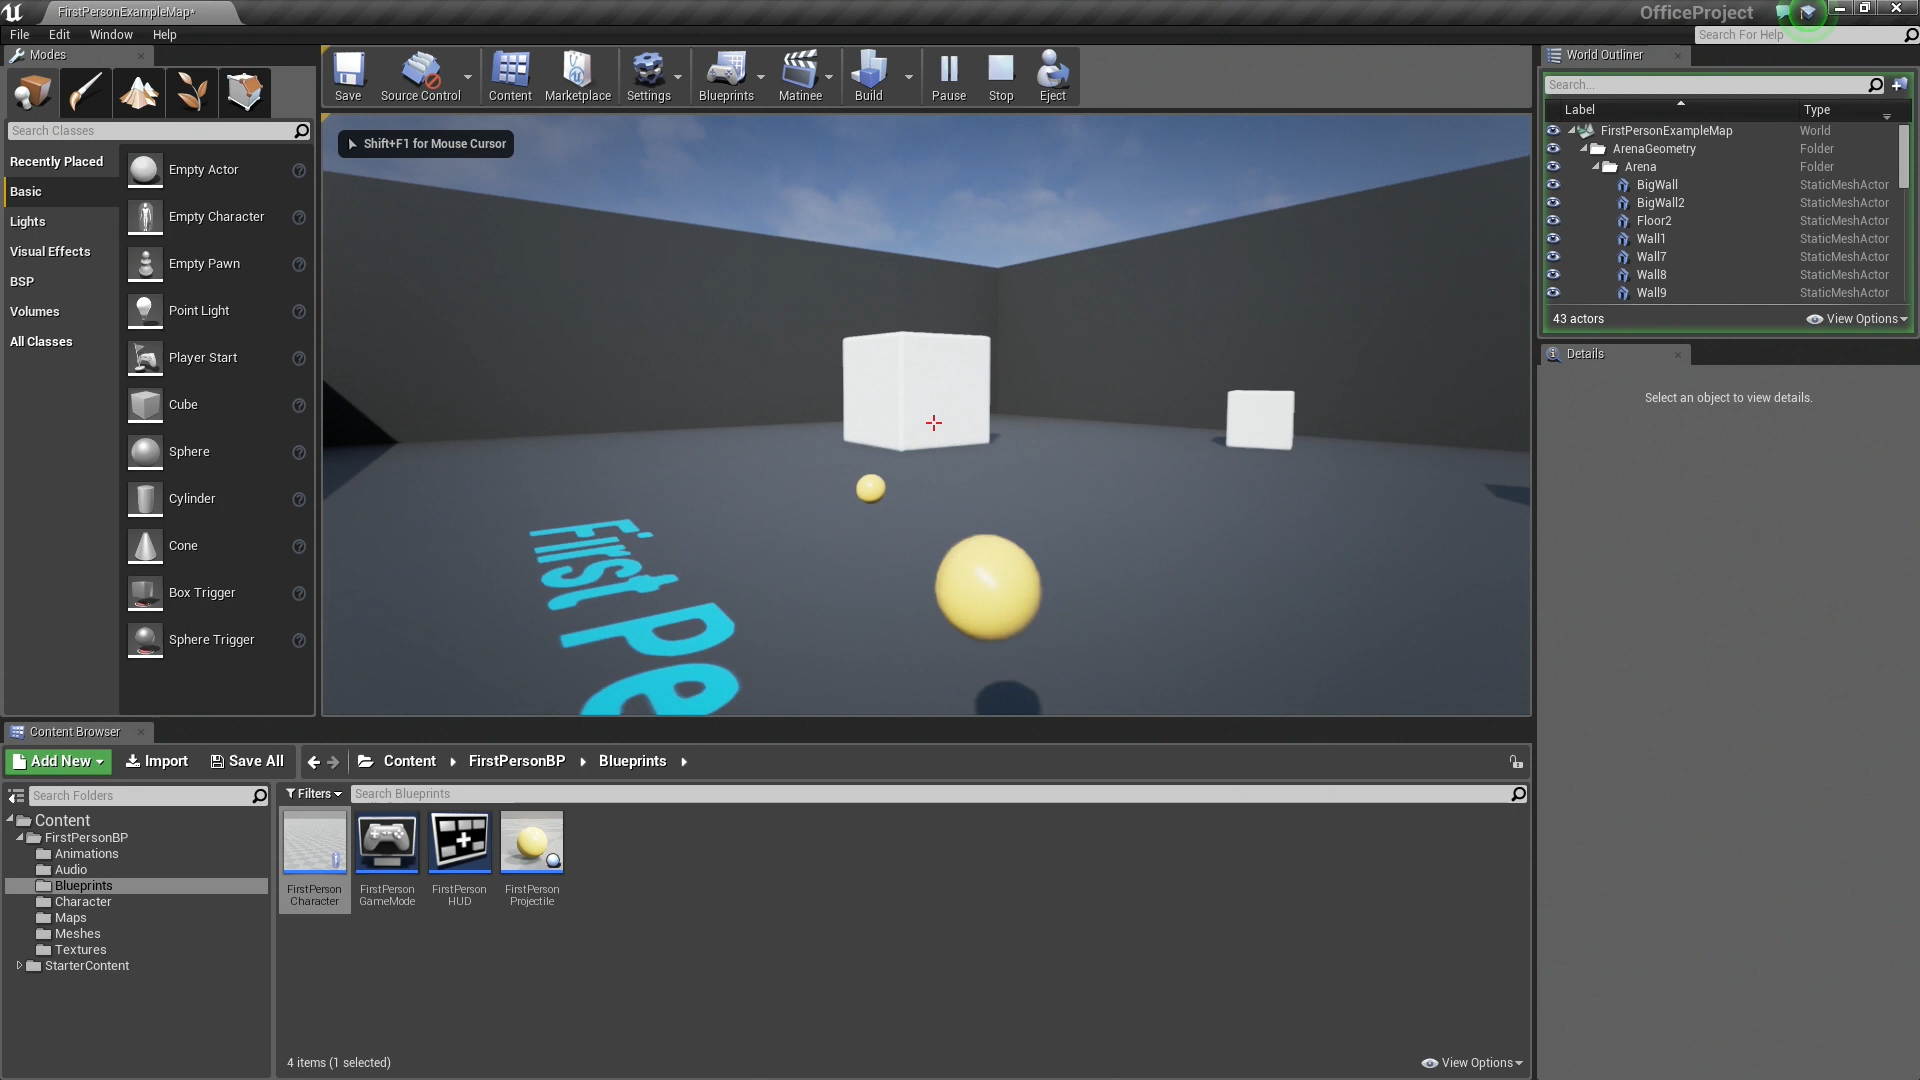 FirstPersonExampleMap*
OfficeProject
File Edit Window Help
Search For Help
Modes
Search Classes
Recently Placed
Basic
Lights
Visual Effects
BSP
Volumes
All Classes
Empty Actor
Empty Character
Empty Pawn
Point Light
Player Start
Cube
Sphere
Cylinder
Cone
Box Trigger
Sphere Trigger
Save Source Control Content Marketplace Settings Blueprints Matinee Build Pause Stop Eject
Shift+F1 for Mouse Cursor
First Pe
World Outliner
Search...
Label Type
FirstPersonExampleMap World
ArenaGeometry Folder
Arena Folder
BigWall StaticMeshActor
BigWall2 StaticMeshActor
Floor2 StaticMeshActor
Wall1 StaticMeshActor
Wall7 StaticMeshActor
Wall8 StaticMeshActor
Wall9 StaticMeshActor
43 actors View Options
Details
Select an object to view details.
Content Browser
Add New Import Save All Content FirstPersonBP Blueprints
Search Folders
Content
FirstPersonBP
Animations
Audio
Blueprints
Character
Maps
Meshes
Textures
StarterContent
Filters Search Blueprints
FirstPerson
Character
FirstPerson
GameMode
FirstPerson
HUD
FirstPerson
Projectile
4 items (1 selected) View Options